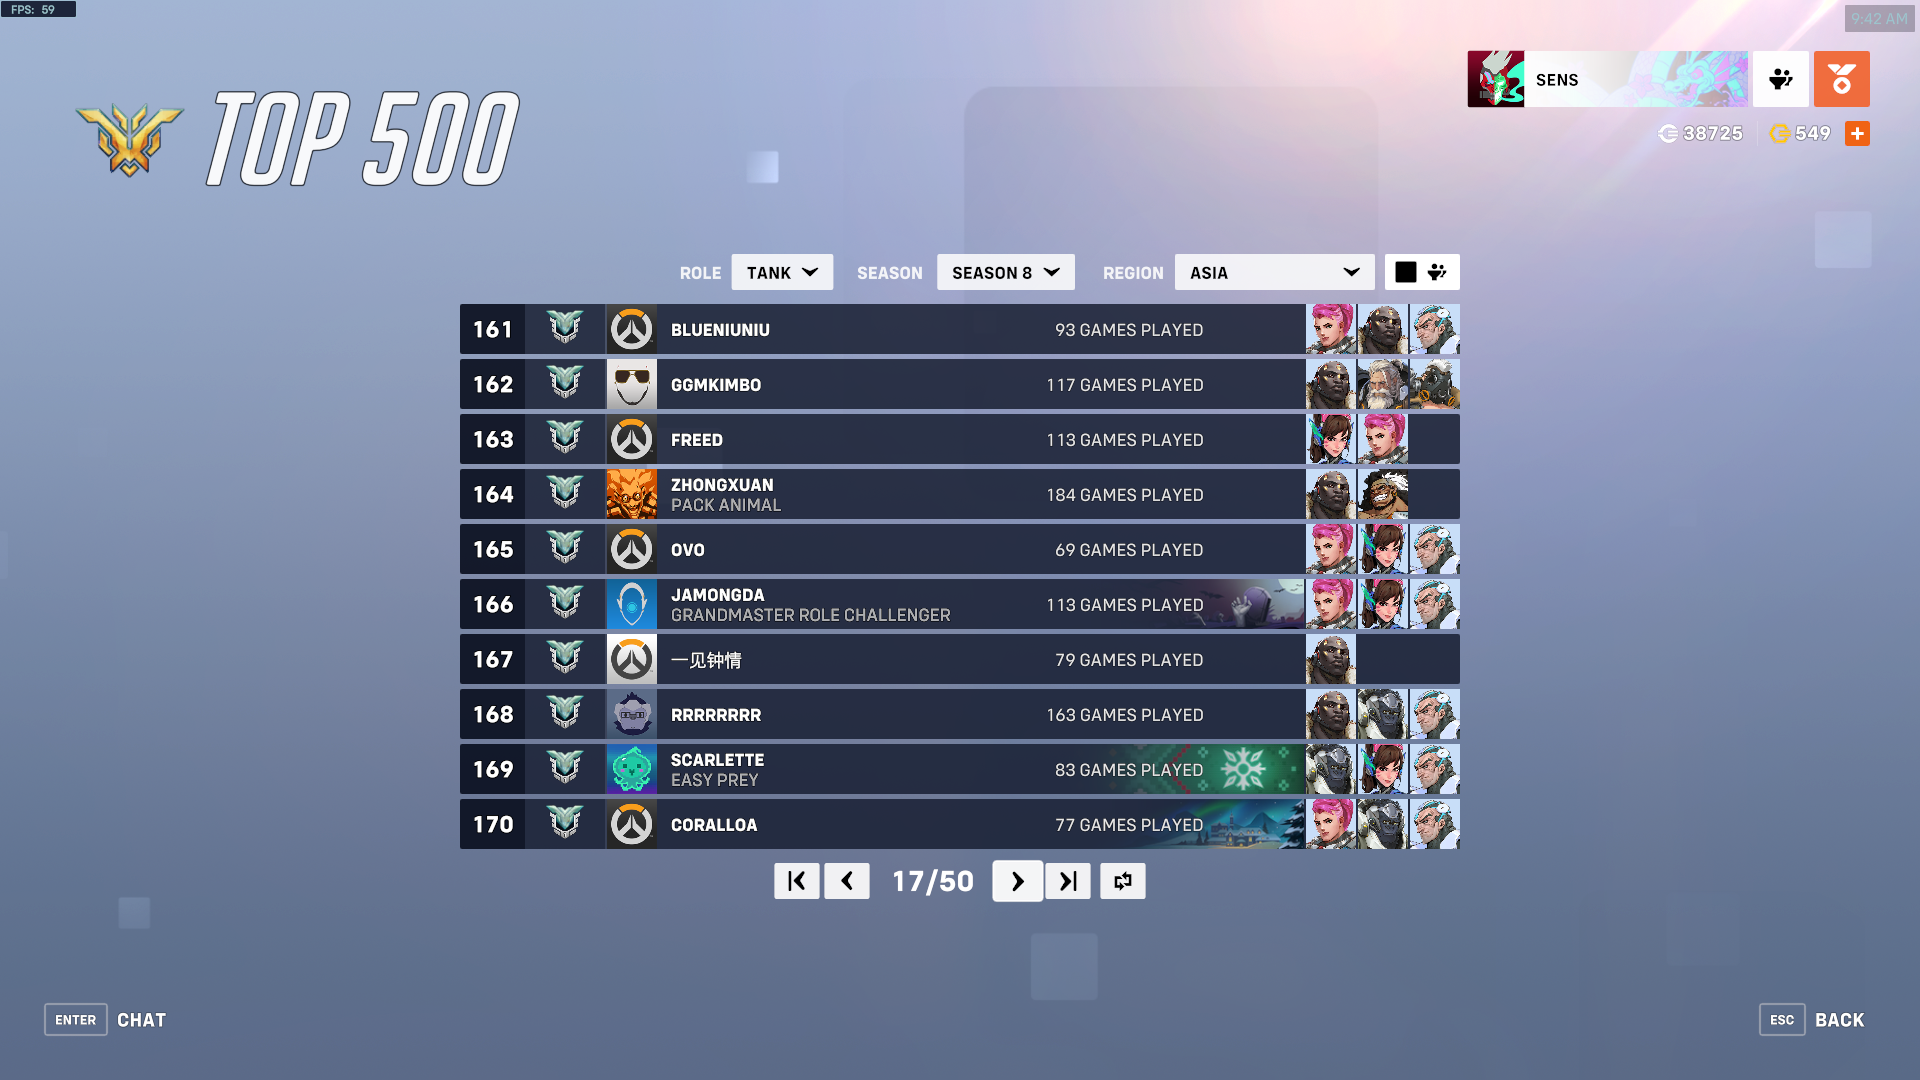 FPS: 59
9:42 AM
TOP 500
SENS
38725
549
ROLE TANK SEASON SEASON 8 REGION ASIA
161 BLUENIUNIU 93 GAMES PLAYED
162 GGMKIMBO 117 GAMES PLAYED
163 FREED 113 GAMES PLAYED
164 ZHONGXUAN 184 GAMES PLAYED
PACK ANIMAL
165 OVO 69 GAMES PLAYED
166 JAMONGDA 113 GAMES PLAYED
GRANDMASTER ROLE CHALLENGER
167 一见钟情 79 GAMES PLAYED
168 RRRRRRRR 163 GAMES PLAYED
169 SCARLETTE 83 GAMES PLAYED
EASY PREY
170 CORALLOA 77 GAMES PLAYED
17/50
ENTER CHAT
ESC BACK